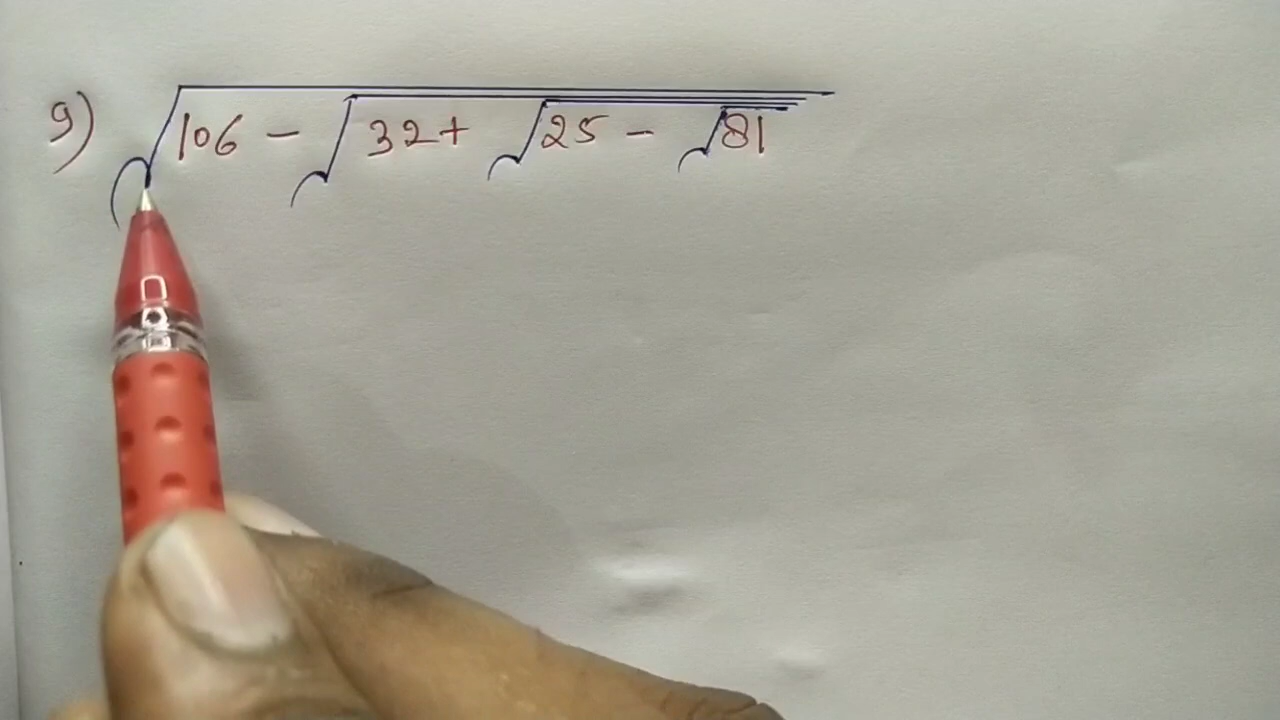 9) √106 - √32+ √25 - √81